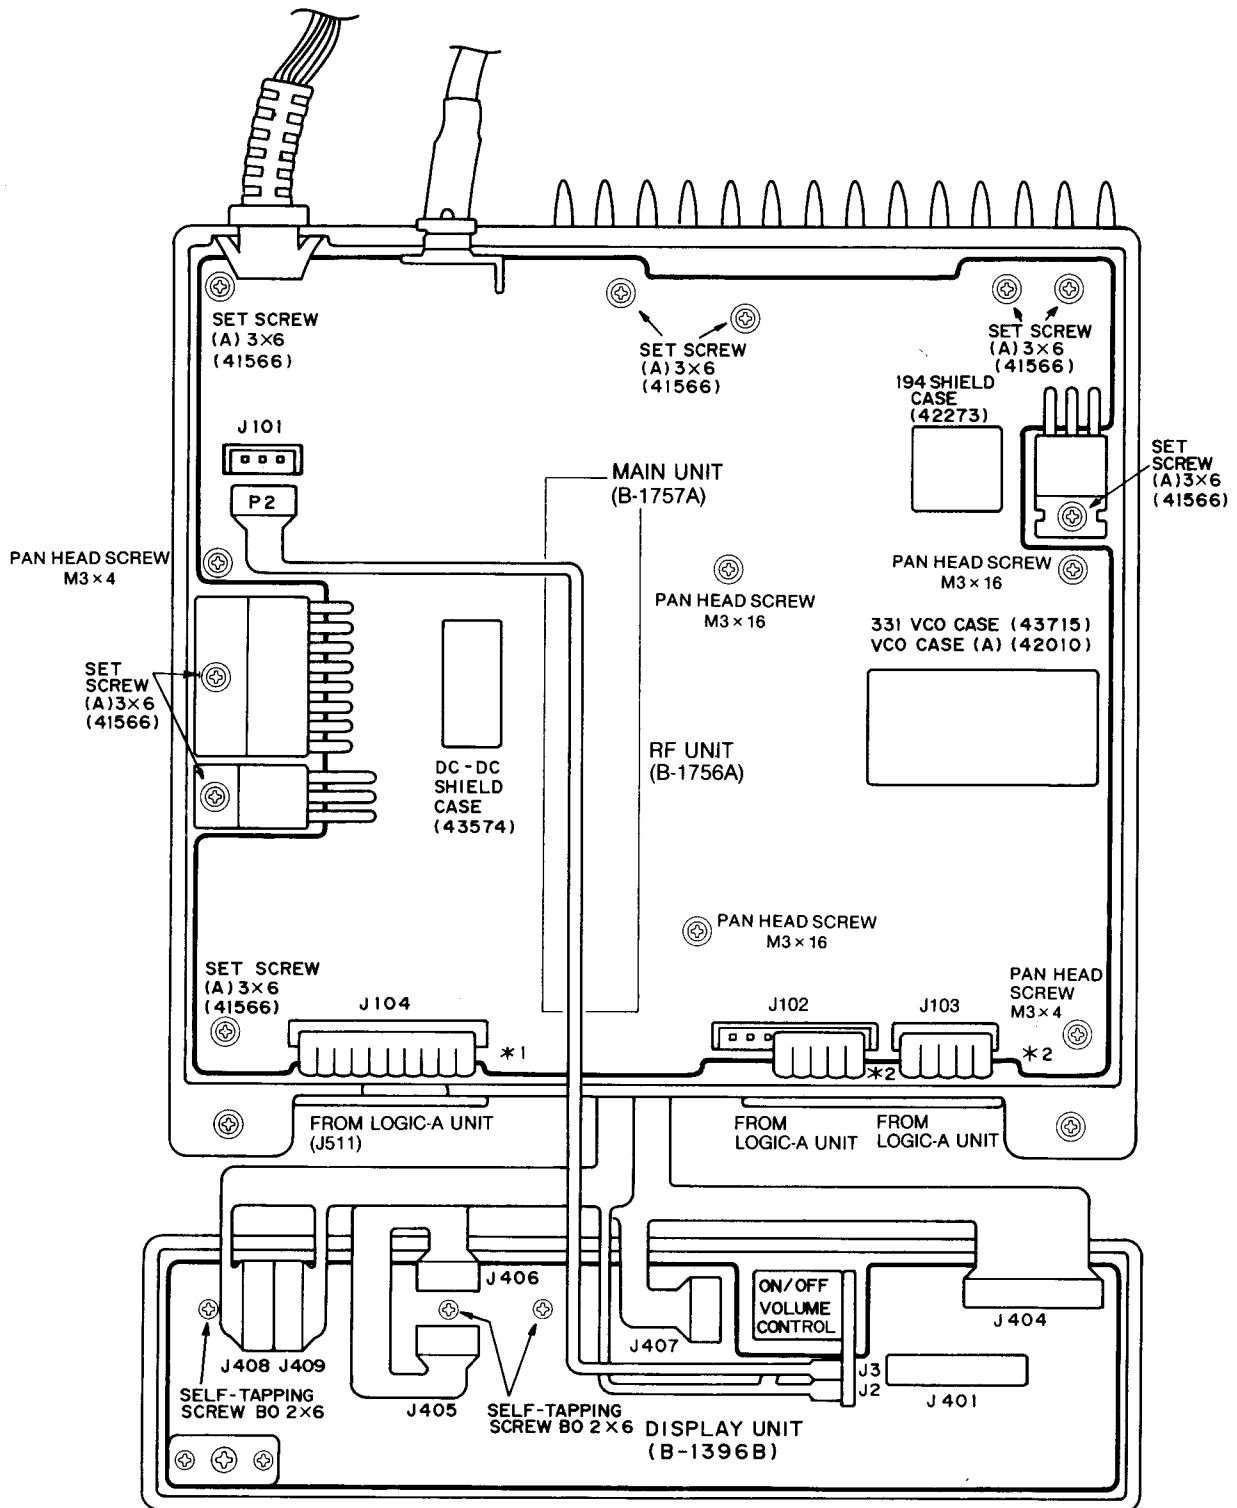 SET SCREW
(A) 3×6
(41566)
SET SCREW
(A) 3×6
(41566)
SET SCREW
(A) 3×6
(41566)
194 SHIELD
CASE
(42273)
J101
P2
MAIN UNIT
(B-1757A)
SET
SCREW
(A) 3×6
(41566)
PAN HEAD SCREW
M3 × 4
PAN HEAD SCREW
M3 × 16
PAN HEAD SCREW
M3 × 16
331 VCO CASE (43715)
VCO CASE (A) (42010)
SET
SCREW
(A) 3×6
(41566)
DC-DC
SHIELD
CASE
(43574)
RF UNIT
(B-1756A)
PAN HEAD SCREW
M3 × 16
SET SCREW
(A) 3×6
(41566)
J104
J102
J103
PAN HEAD
SCREW
M3×4
*1
*2
*2
FROM LOGIC-A UNIT
(J511)
FROM
LOGIC-A UNIT
FROM
LOGIC-A UNIT
J406
ON/OFF
VOLUME
CONTROL
J404
J407
J408 J409
J3
J2
J401
J405
SELF-TAPPING
SCREW BO 2×6
SELF-TAPPING
SCREW BO 2×6
DISPLAY UNIT
(B-1396B)